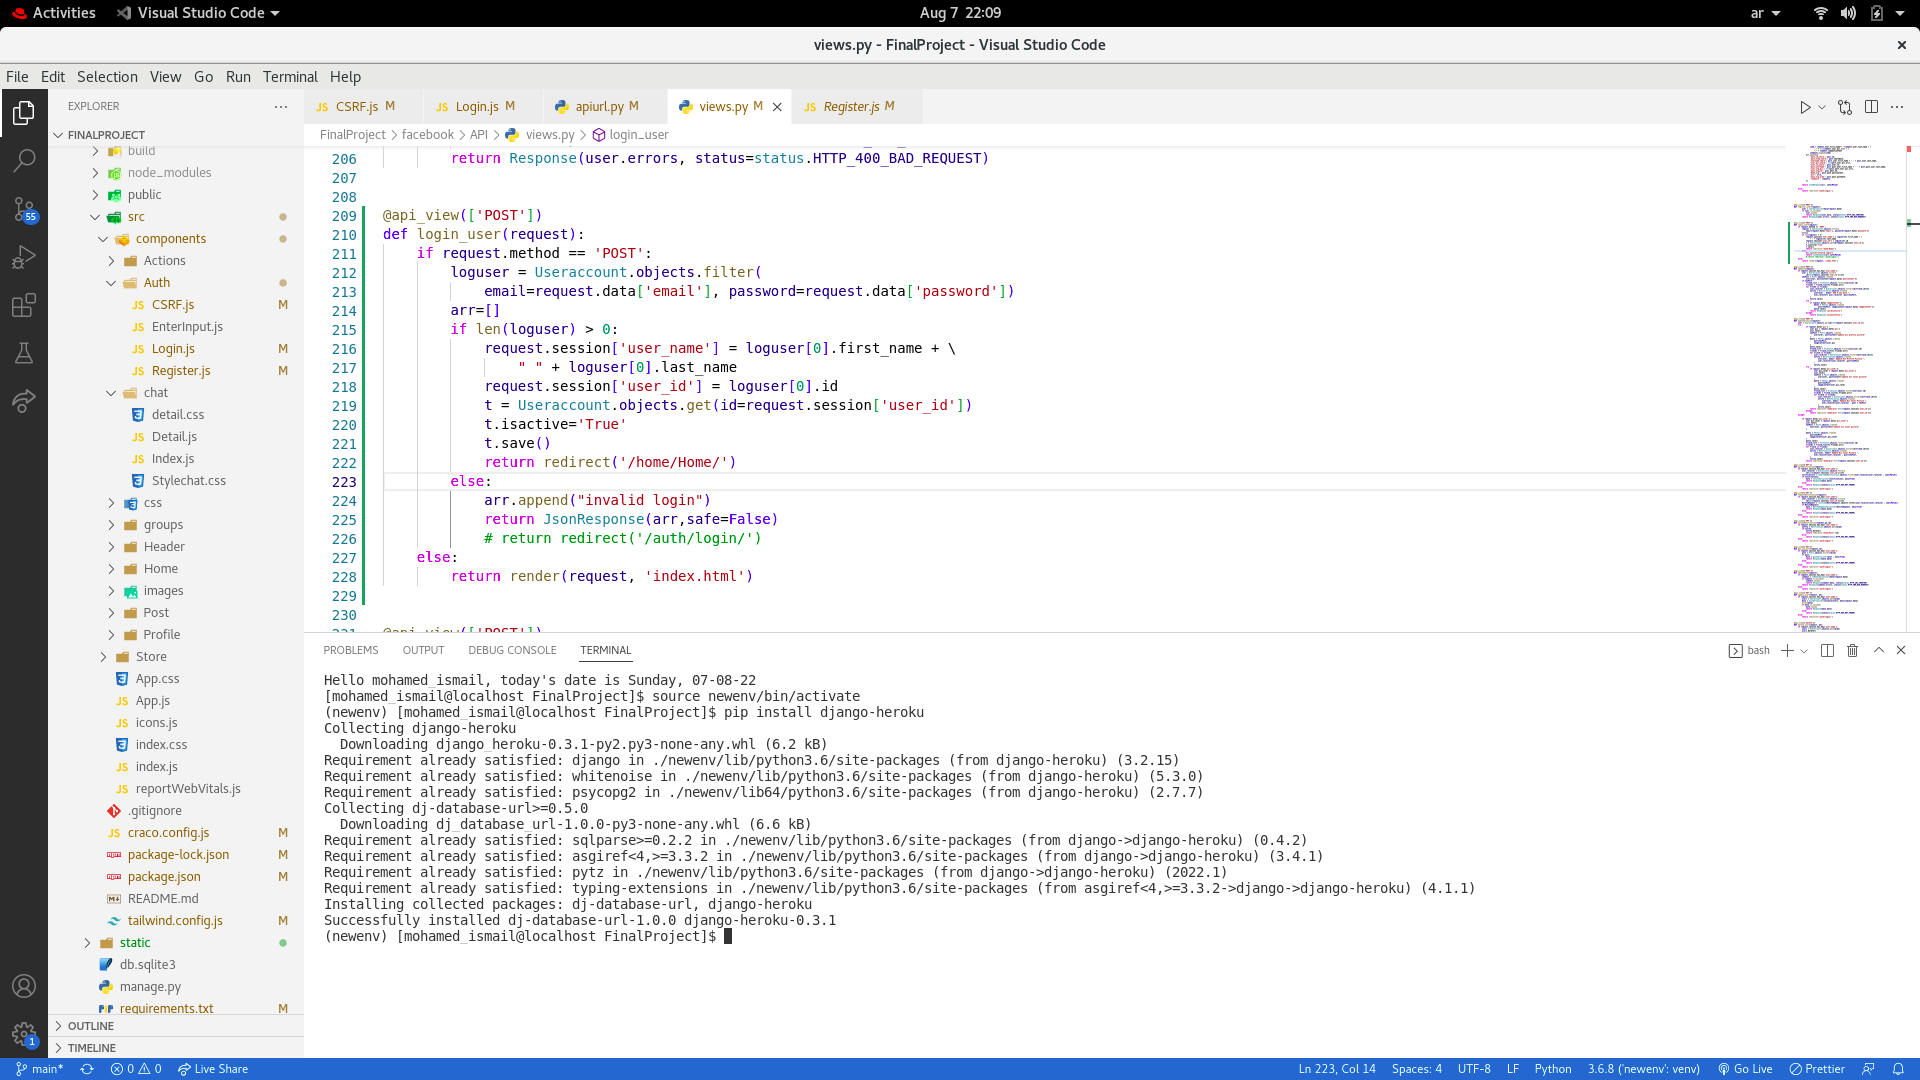 Activities
Visual Studio Code
Aug 7 22:09
ar
views.py - FinalProject - Visual Studio Code
File Edit Selection View Go Run Terminal Help
EXPLORER
FINALPROJECT
build
node_modules
public
src
components
Actions
Auth
CSRF.js M
EnterInput.js
Login.js M
Register.js M
chat
detail.css
Detail.js
Index.js
Stylechat.css
css
groups
Header
Home
images
Post
Profile
Store
App.css
App.js
icons.js
index.css
index.js
reportWebVitals.js
.gitignore
craco.config.js M
package-lock.json M
package.json M
README.md
tailwind.config.js M
static
db.sqlite3
manage.py
requirements.txt M
OUTLINE
TIMELINE
55
1
CSRF.js M
Login.js M
apiurl.py M
views.py M
Register.js M
FinalProject > facebook > API > views.py > login_user
206 return Response(user.errors, status=status.HTTP_400_BAD_REQUEST)
207
208
209 @api_view(['POST'])
210 def login_user(request):
211 if request.method == 'POST':
212 loguser = Useraccount.objects.filter(
213 email=request.data['email'], password=request.data['password'])
214 arr=[]
215 if len(loguser) > 0:
216 request.session['user_name'] = loguser[0].first_name + \
217 " " + loguser[0].last_name
218 request.session['user_id'] = loguser[0].id
219 t = Useraccount.objects.get(id=request.session['user_id'])
220 t.isactive='True'
221 t.save()
222 return redirect('/home/Home/')
223 else:
224 arr.append("invalid login")
225 return JsonResponse(arr,safe=False)
226 # return redirect('/auth/login/')
227 else:
228 return render(request, 'index.html')
229
230
231 @api_view(['POST'])
PROBLEMS OUTPUT DEBUG CONSOLE TERMINAL
bash
Hello mohamed_ismail, today's date is Sunday, 07-08-22
[mohamed_ismail@localhost FinalProject]$ source newenv/bin/activate
(newenv) [mohamed_ismail@localhost FinalProject]$ pip install django-heroku
Collecting django-heroku
Downloading django_heroku-0.3.1-py2.py3-none-any.whl (6.2 kB)
Requirement already satisfied: django in ./newenv/lib/python3.6/site-packages (from django-heroku) (3.2.15)
Requirement already satisfied: whitenoise in ./newenv/lib/python3.6/site-packages (from django-heroku) (5.3.0)
Requirement already satisfied: psycopg2 in ./newenv/lib64/python3.6/site-packages (from django-heroku) (2.7.7)
Collecting dj-database-url>=0.5.0
Downloading dj_database_url-1.0.0-py3-none-any.whl (6.6 kB)
Requirement already satisfied: sqlparse>=0.2.2 in ./newenv/lib/python3.6/site-packages (from django->django-heroku) (0.4.2)
Requirement already satisfied: asgiref<4,>=3.3.2 in ./newenv/lib/python3.6/site-packages (from django->django-heroku) (3.4.1)
Requirement already satisfied: pytz in ./newenv/lib/python3.6/site-packages (from django->django-heroku) (2022.1)
Requirement already satisfied: typing-extensions in ./newenv/lib/python3.6/site-packages (from asgiref<4,>=3.3.2->django->django-heroku) (4.1.1)
Installing collected packages: dj-database-url, django-heroku
Successfully installed dj-database-url-1.0.0 django-heroku-0.3.1
(newenv) [mohamed_ismail@localhost FinalProject]$
main* 0 0 Live Share
Ln 223, Col 14 Spaces: 4 UTF-8 LF Python 3.6.8 ('newenv': venv) Go Live Prettier